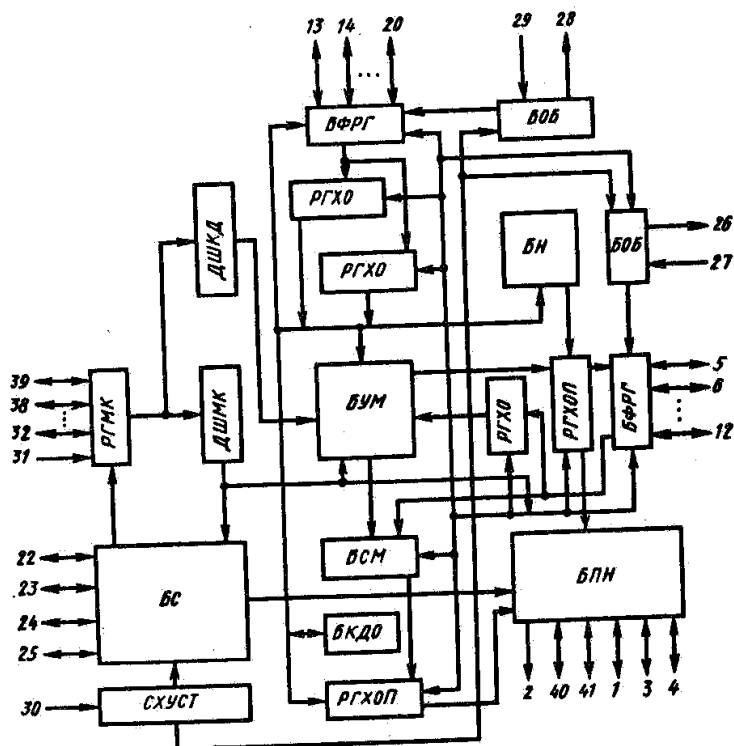 13 14 20 29 28
...
ВФРГ
ВОБ
РГХО
ДШКД
РГХО
БН
БОБ
26
27
39
38
32
31
РГМК
ДШМК
БУМ
РГХО
РГХОП
БФРГ
5
6
12
22
23
24
25
БС
ВСМ
БПН
БКДО
30
СХУСТ
РГХОП
2 40 41 1 3 4